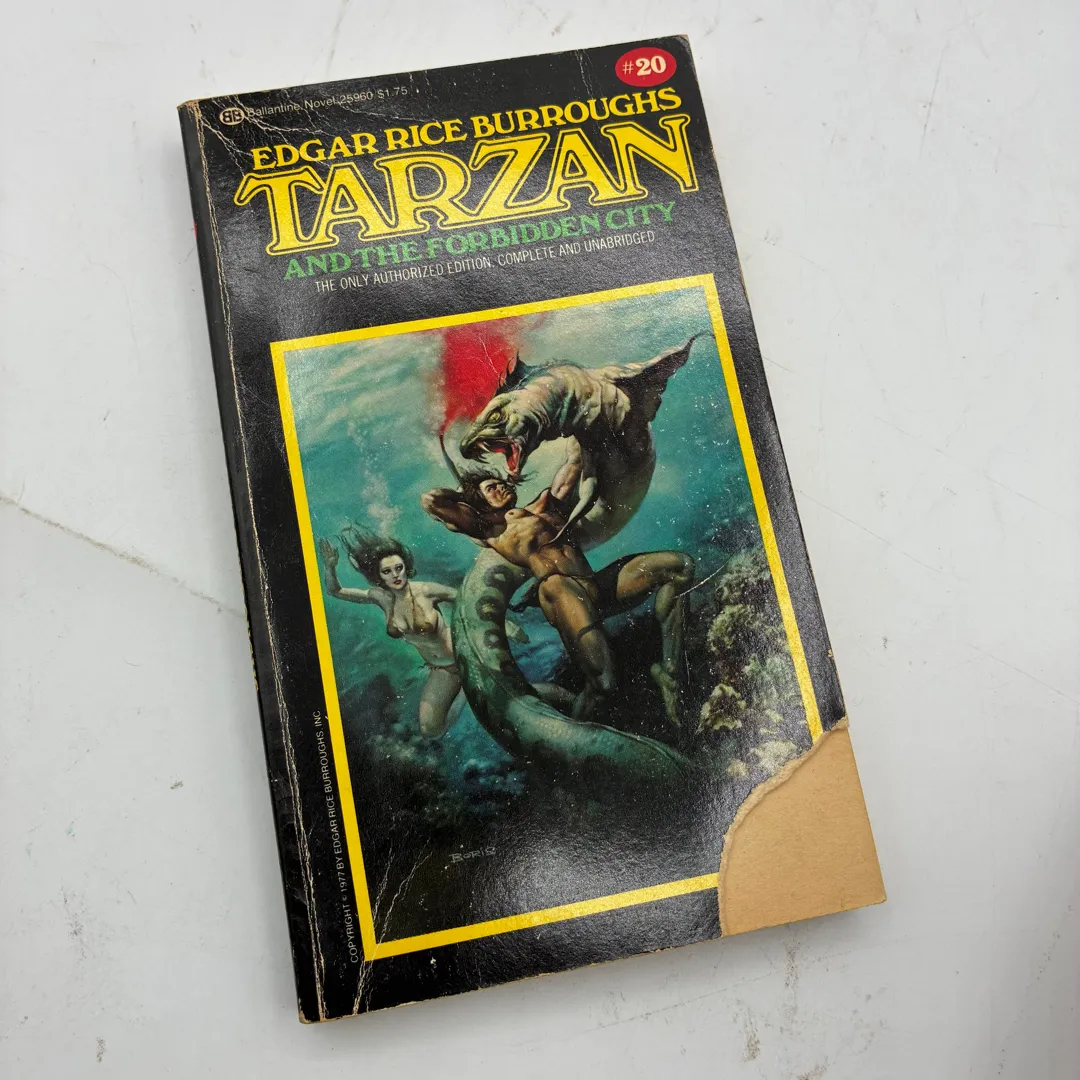 #20
BB Ballantine Novel 25960 $1.75
EDGAR RICE BURROUGHS
TARZAN
AND THE FORBIDDEN CITY
THE ONLY AUTHORIZED EDITION, COMPLETE AND UNABRIDGED
BORIS
COPYRIGHT © 1977 BY EDGAR RICE BURROUGHS, INC